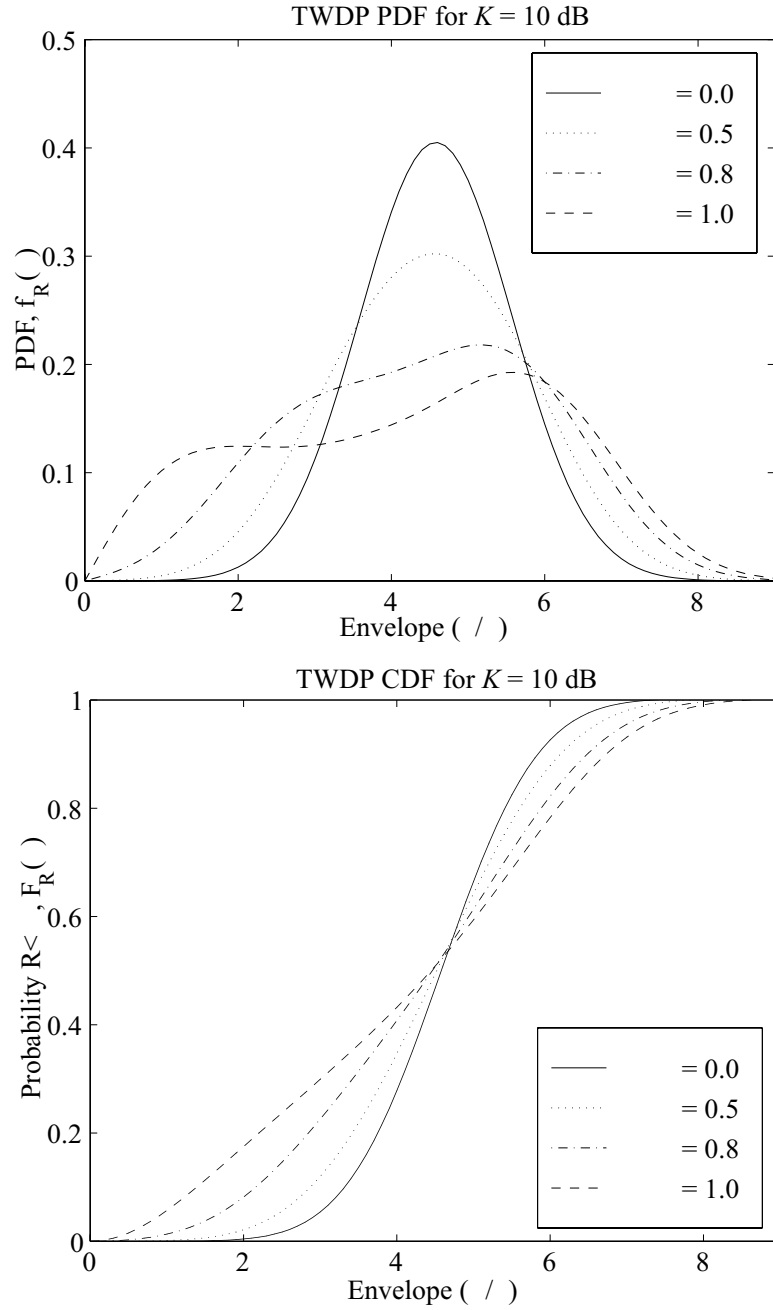 TWDP PDF for K = 10 dB
0.5
0.4
0.3
0.2
0.1
0
PDF, f_R( )
= 0.0
= 0.5
= 0.8
= 1.0
0 2 4 6 8
Envelope ( / )
TWDP CDF for K = 10 dB
1
0.8
0.6
0.4
0.2
0
Probability R< , F_R( )
= 0.0
= 0.5
= 0.8
= 1.0
0 2 4 6 8
Envelope ( / )